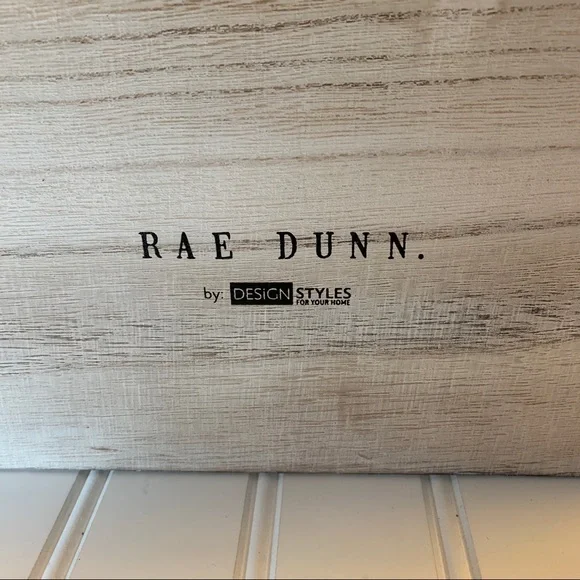 RAE DUNN.
by: DESiGN STYLES
FOR YOUR HOME